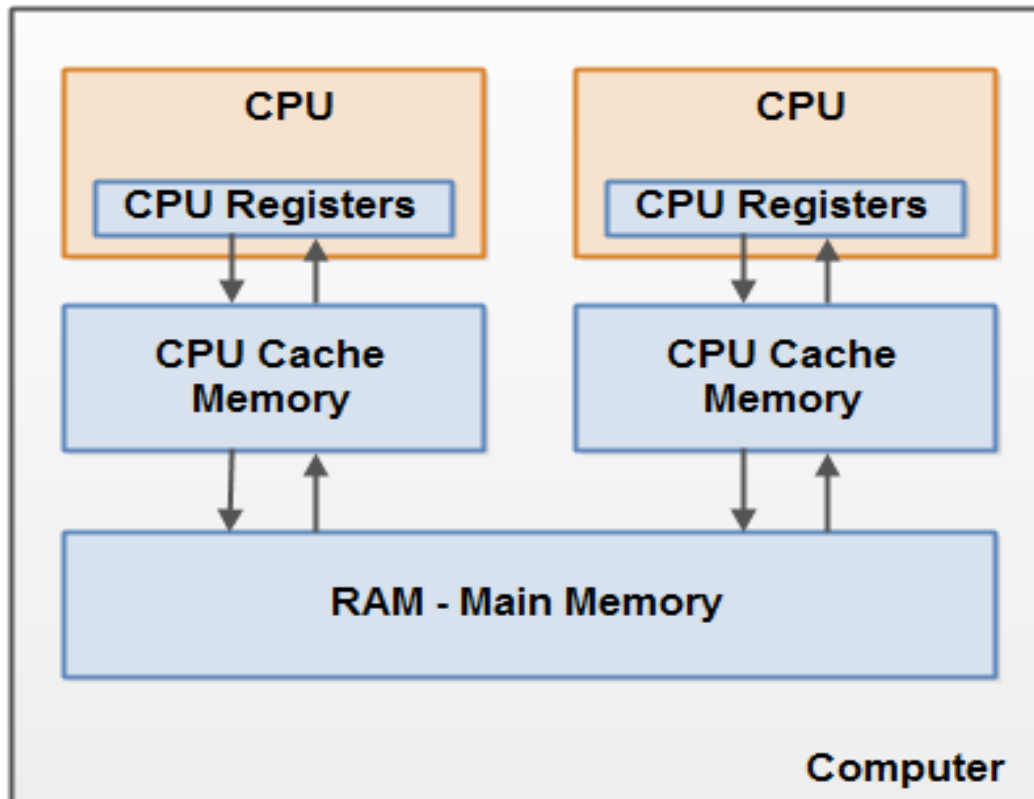 CPU
CPU Registers
CPU Cache
Memory
CPU
CPU Registers
CPU Cache
Memory
RAM - Main Memory
Computer